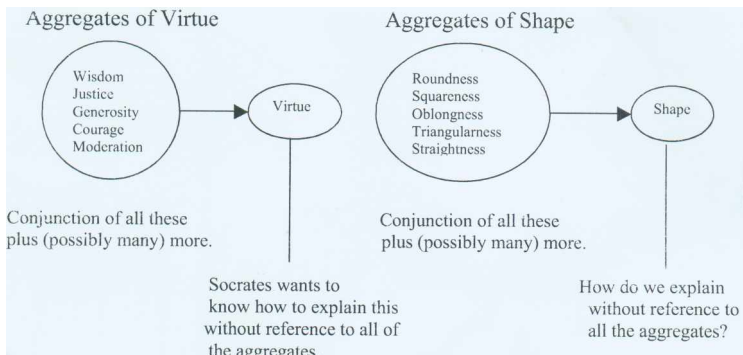 Aggregates of Virtue
Wisdom
Justice
Generosity
Courage
Moderation
Virtue
Conjunction of all these
plus (possibly many) more.
Socrates wants to
know how to explain this
without reference to all of
the aggregates
Aggregates of Shape
Roundness
Squareness
Oblongness
Triangularness
Straightness
Shape
Conjunction of all these
plus (possibly many) more.
How do we explain
without reference to
all the aggregates?